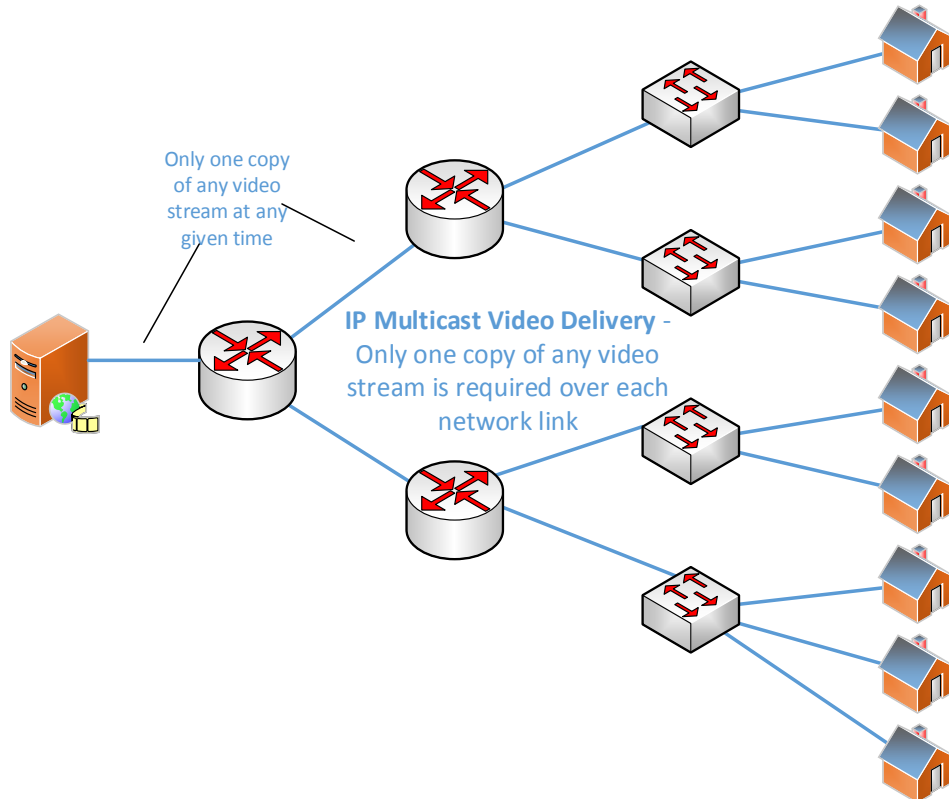 Only one copy
of any video
stream at any
given time
IP Multicast Video Delivery -
Only one copy of any video
stream is required over each
network link